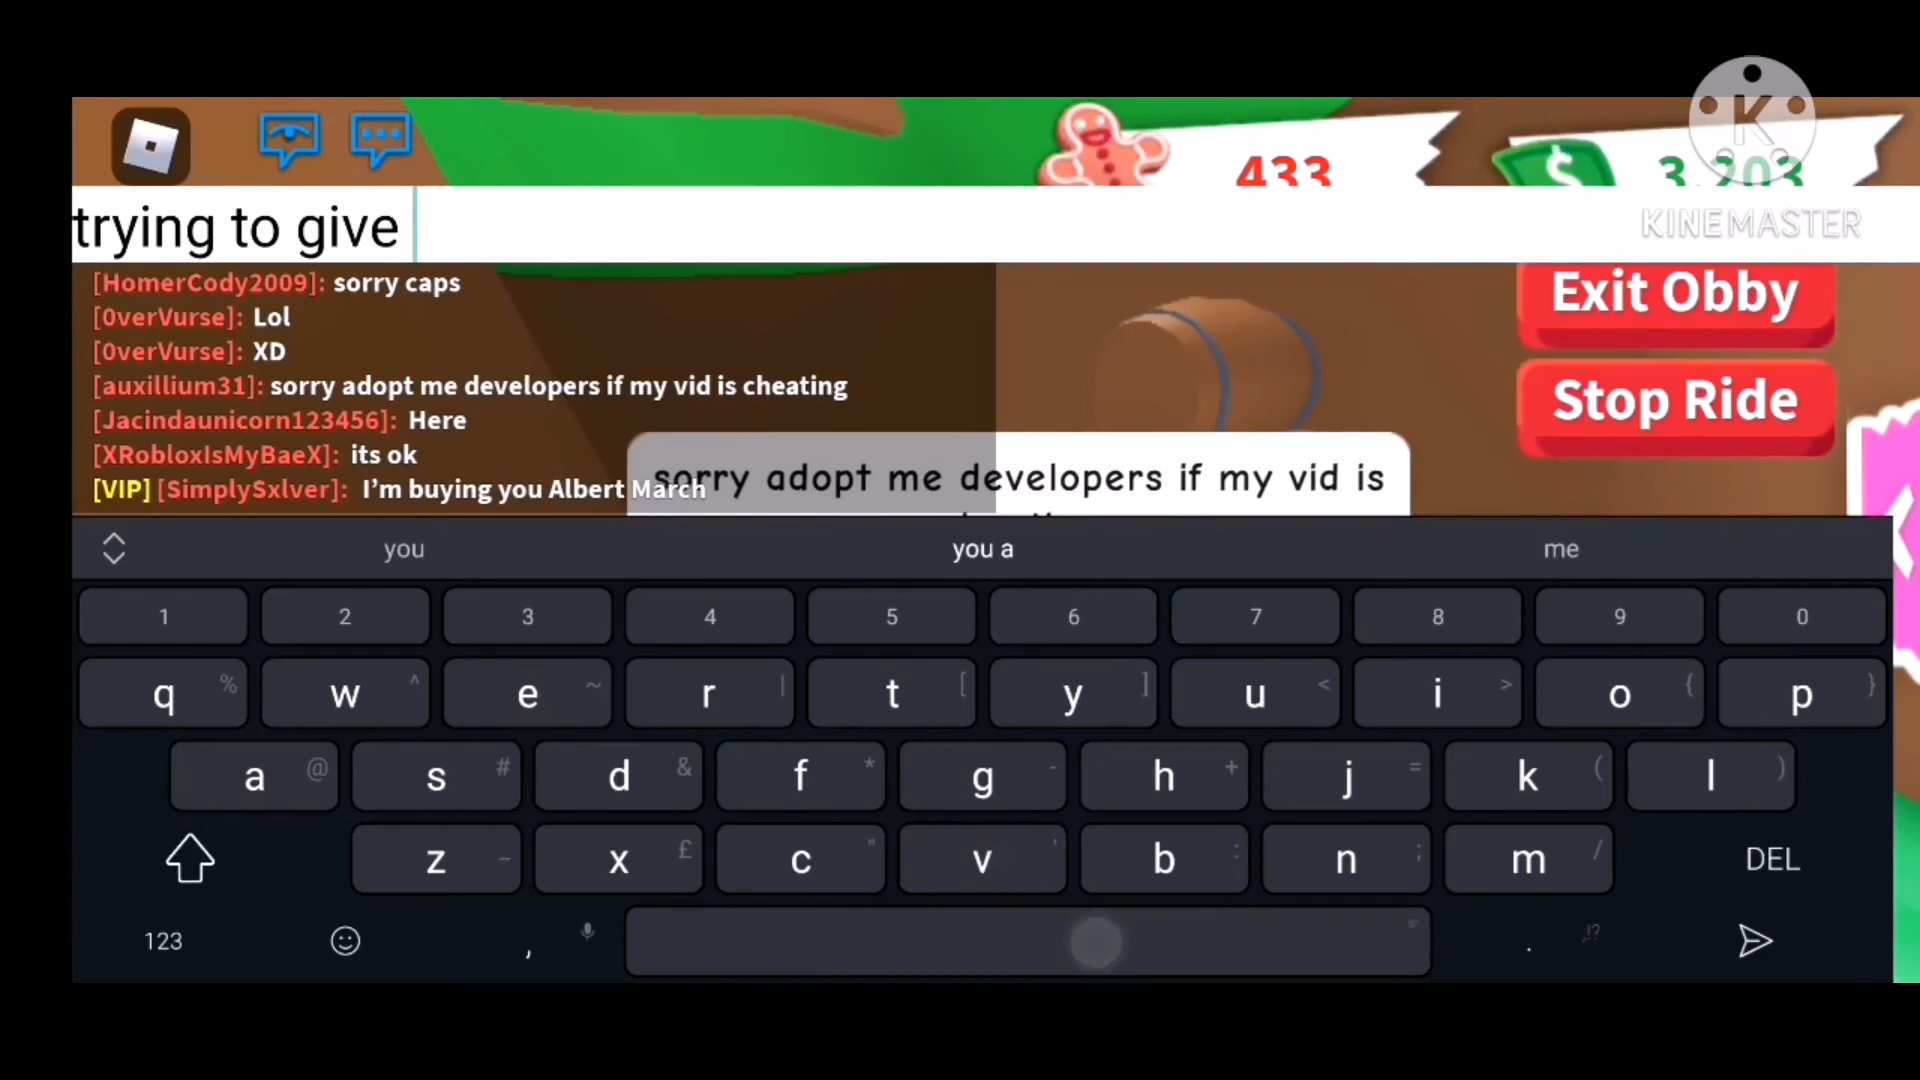 433
3,203
KINEMASTER
trying to give
[HomerCody2009]: sorry caps
[0verVurse]: Lol
[0verVurse]: XD
[auxillium31]: sorry adopt me developers if my vid is cheating
[Jacindaunicorn123456]: Here
[XRobloxIsMyBaeX]: its ok
[VIP] [SimplySxlver]: I'm buying you Albert March
sorry adopt me developers if my vid is
Exit Obby
Stop Ride
you you a me
1 2 3 4 5 6 7 8 9 0
q % w ^ e ~ r | t [ y ] u < i > o { p }
a @ s # d & f * g - h + j = k ( l )
z _ x £ c " v ' b : n ; m / DEL
123 , . !?